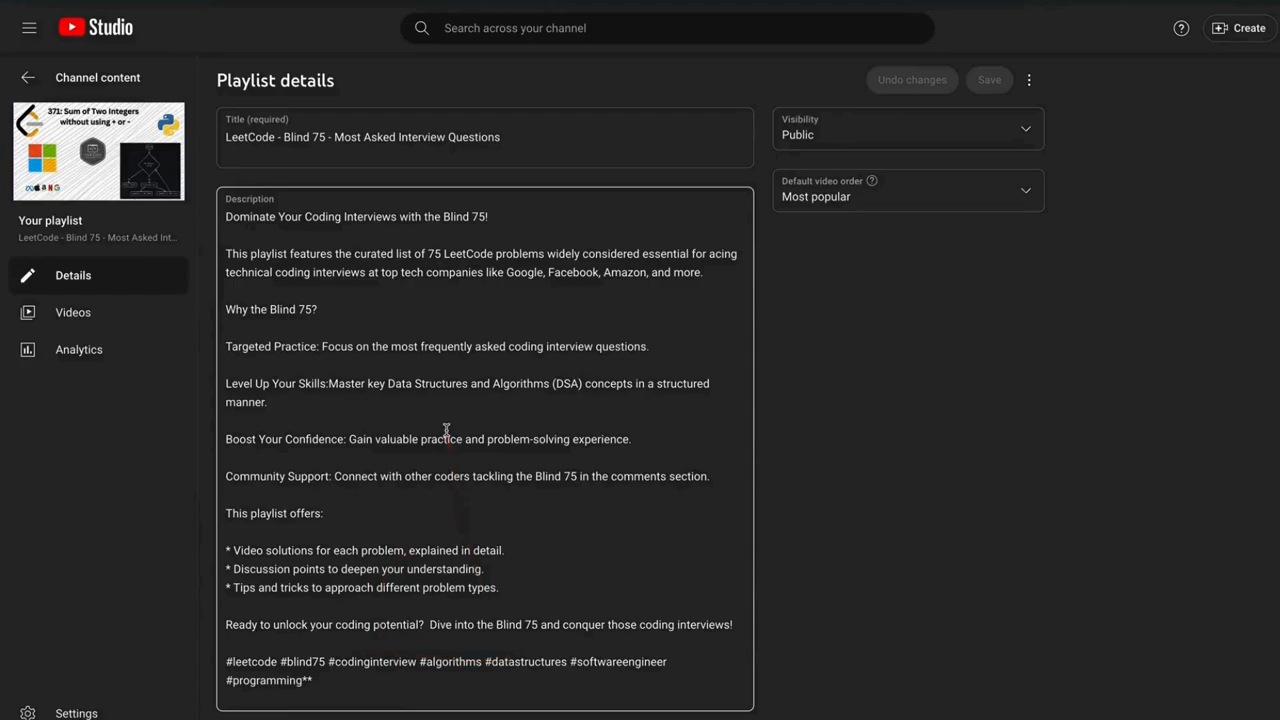 Studio
Search across your channel
Create
Channel content
371: Sum of Two Integers
without using + or -
Your playlist
LeetCode - Blind 75 - Most Asked Int...
Details
Videos
Analytics
Settings
Playlist details
Undo changes
Save
Title (required)
LeetCode - Blind 75 - Most Asked Interview Questions
Visibility
Public
Default video order
Most popular
Description
Dominate Your Coding Interviews with the Blind 75!
This playlist features the curated list of 75 LeetCode problems widely considered essential for acing
technical coding interviews at top tech companies like Google, Facebook, Amazon, and more.
Why the Blind 75?
Targeted Practice: Focus on the most frequently asked coding interview questions.
Level Up Your Skills:Master key Data Structures and Algorithms (DSA) concepts in a structured
manner.
Boost Your Confidence: Gain valuable practice and problem-solving experience.
Community Support: Connect with other coders tackling the Blind 75 in the comments section.
This playlist offers:
* Video solutions for each problem, explained in detail.
* Discussion points to deepen your understanding.
* Tips and tricks to approach different problem types.
Ready to unlock your coding potential?  Dive into the Blind 75 and conquer those coding interviews!
#leetcode #blind75 #codinginterview #algorithms #datastructures #softwareengineer
#programming**